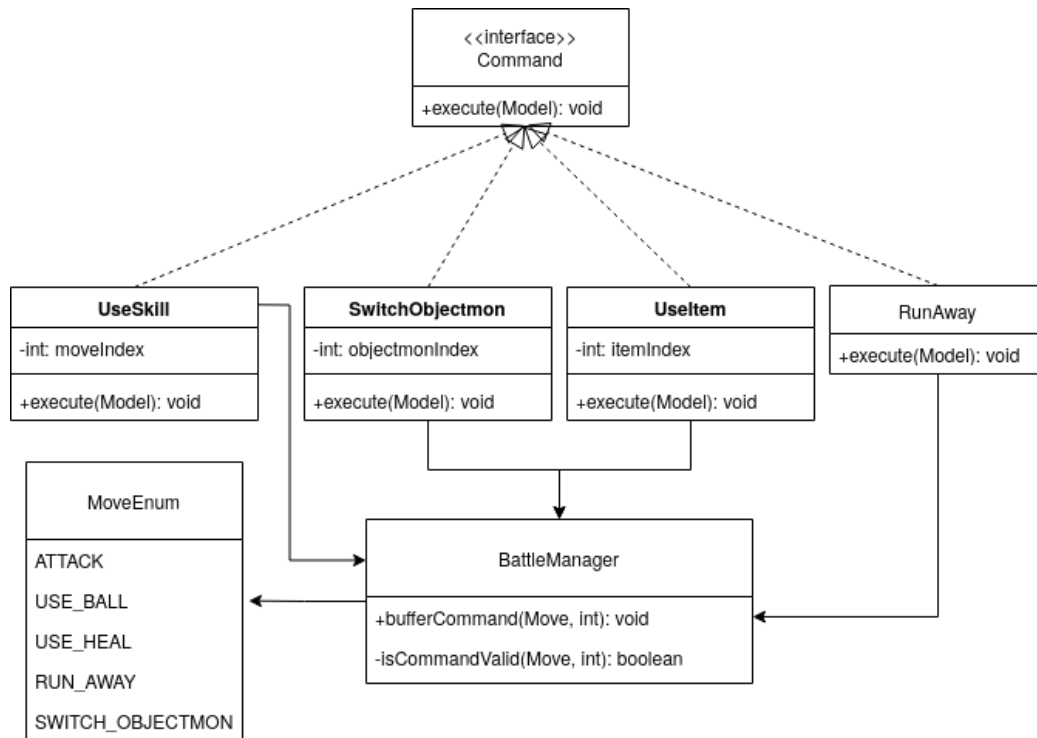 <<interface>>
Command
+execute(Model): void
UseSkill
-int: moveIndex
+execute(Model): void
SwitchObjectmon
-int: objectmonIndex
+execute(Model): void
UseItem
-int: itemIndex
+execute(Model): void
RunAway
+execute(Model): void
MoveEnum
ATTACK
USE_BALL
USE_HEAL
RUN_AWAY
SWITCH_OBJECTMON
BattleManager
+bufferCommand(Move, int): void
-isCommandValid(Move, int): boolean